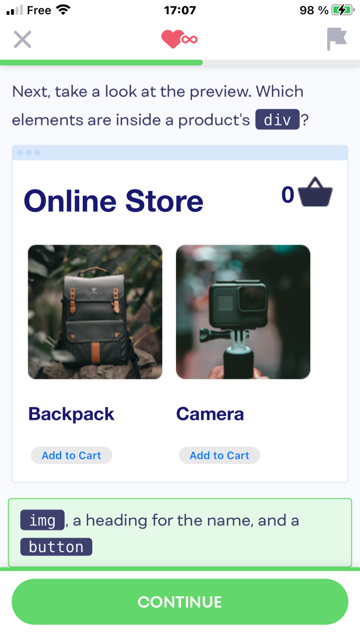 Free 17:07 98 %
Next, take a look at the preview. Which
elements are inside a product's div?
Online Store 0
Backpack Camera
Add to Cart Add to Cart
img, a heading for the name, and a
button
CONTINUE